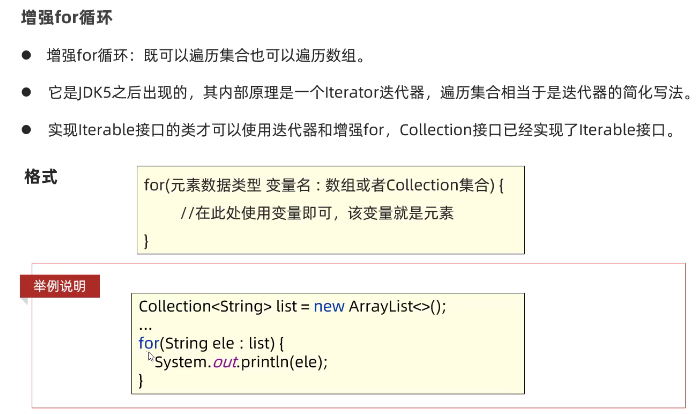 增强for循环
● 增强for循环：既可以遍历集合也可以遍历数组。
● 它是JDK5之后出现的，其内部原理是一个Iterator迭代器，遍历集合相当于是迭代器的简化写法。
● 实现Iterable接口的类才可以使用迭代器和增强for，Collection接口已经实现了Iterable接口。
格式
for(元素数据类型 变量名 : 数组或者Collection集合) {
//在此处使用变量即可，该变量就是元素
}
举例说明
Collection<String> list = new ArrayList<>();
...
for(String ele : list) {
System.out.println(ele);
}